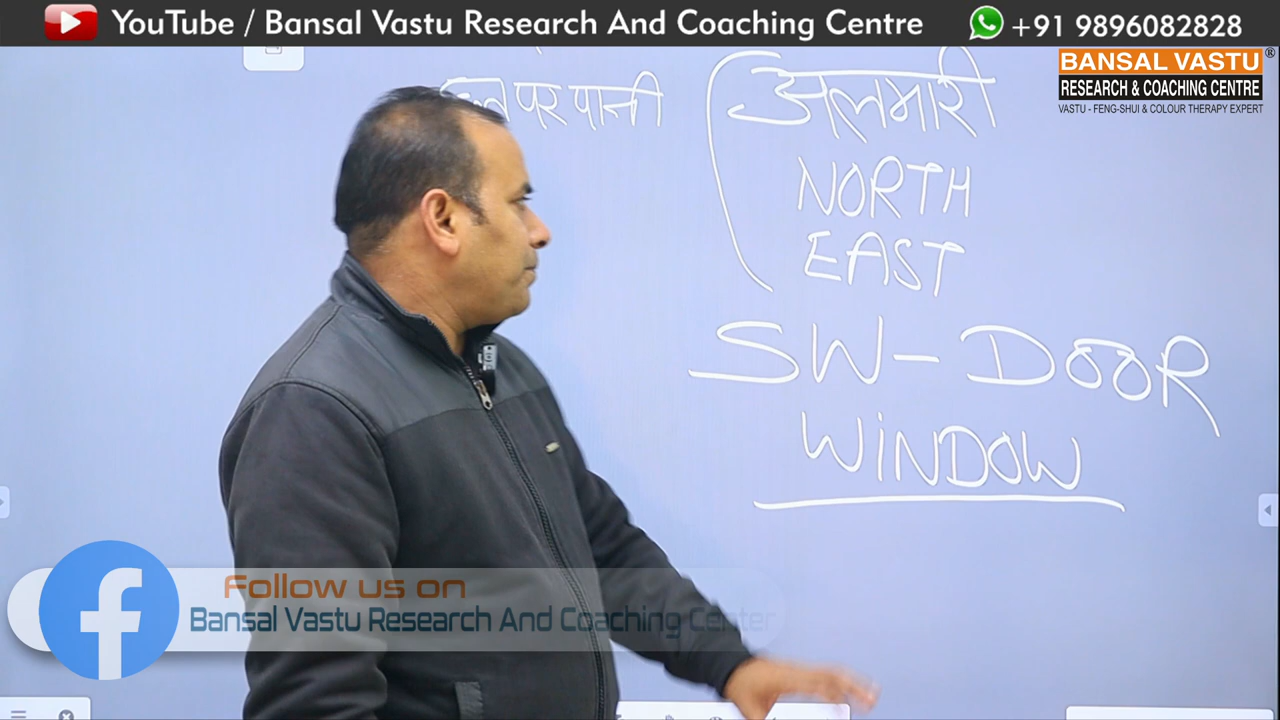 YouTube / Bansal Vastu Research And Coaching Centre
+91 9896082828
BANSAL VASTU®
RESEARCH & COACHING CENTRE
VASTU - FENG-SHUI & COLOUR THERAPY EXPERT
पर पानी
अलमारी
NORTH
EAST
SW-DOOR
WiNDOW
Follow us on
Bansal Vastu Research And Coaching Center